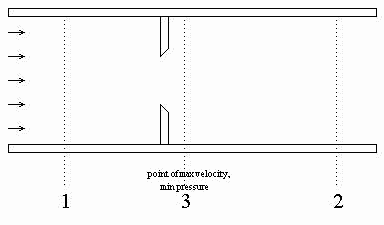 point of max velocity,
min pressure
1 3 2